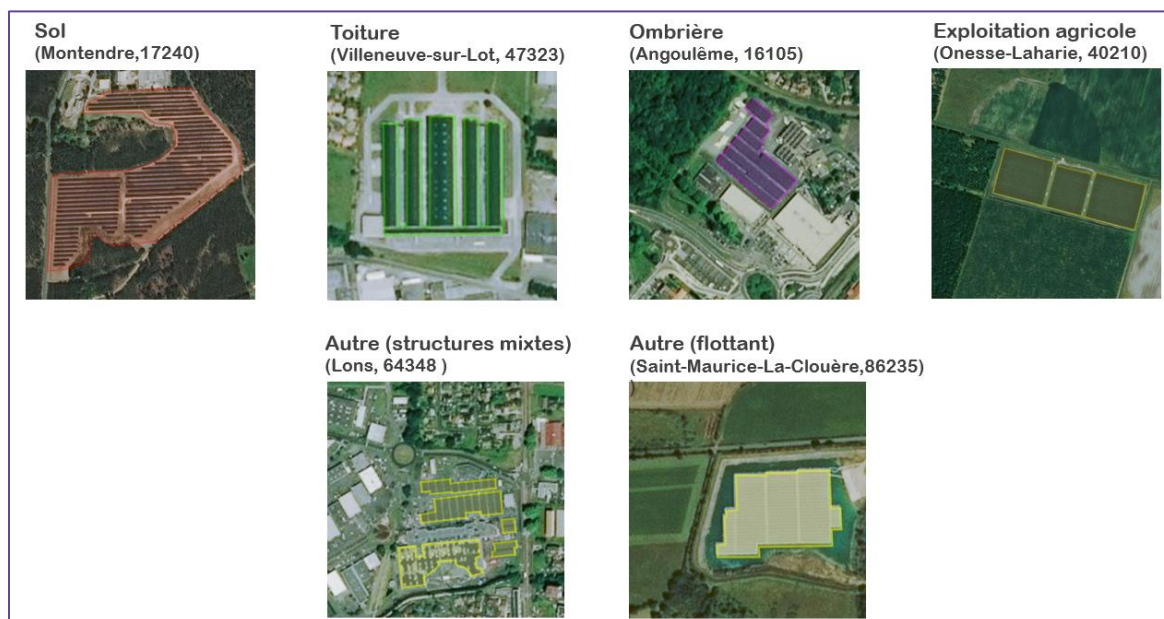 Sol
(Montendre,17240)
Toiture
(Villeneuve-sur-Lot, 47323)
Ombrière
(Angoulême, 16105)
Exploitation agricole
(Onesse-Laharie, 40210)
Autre (structures mixtes)
(Lons, 64348 )
Autre (flottant)
(Saint-Maurice-La-Clouère,86235)
)